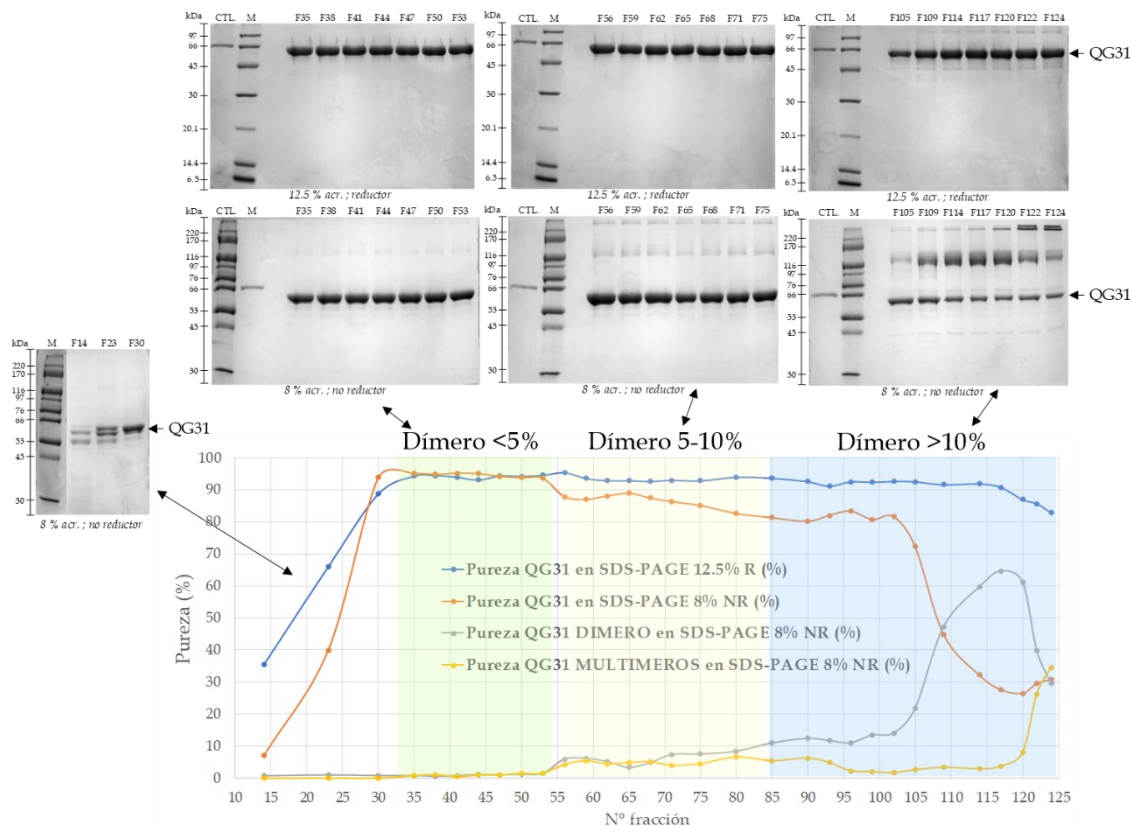 CTL. M F35 F38 F41 F44 F47 F50 F53
kDa
97
66
45
30
20.1
14.4
6.5
12.5 % acr. ; reductor
CTL. M F56 F59 F62 F65 F68 F71 F75
kDa
97
66
45
30
20.1
14.4
6.5
12.5 % acr. ; reductor
CTL. M F105 F109 F114 F117 F120 F122 F124
kDa
97
66
45
30
20.1
14.4
6.5
QG31
12.5 % acr. ; reductor
CTL. M F35 F38 F41 F44 F47 F50 F53
kDa
220
170
116
97
76
66
53
45
30
8 % acr. ; no reductor
CTL. M F56 F59 F62 F65 F68 F71 F75
kDa
220
170
116
97
76
66
53
45
30
8 % acr. ; no reductor
CTL. M F105 F109 F114 F117 F120 F122 F124
kDa
220
170
116
97
76
66
53
45
30
QG31
8 % acr. ; no reductor
kDa M F14 F23 F30
220
170
116
97
76
66
53
45
30
QG31
8 % acr. ; no reductor
Dímero <5%
Dímero 5-10%
Dímero >10%
Pureza (%)
100
90
80
70
60
50
40
30
20
10
0
Pureza QG31 en SDS-PAGE 12.5% R (%)
Pureza QG31 en SDS-PAGE 8% NR (%)
Pureza QG31 DIMERO en SDS-PAGE 8% NR (%)
Pureza QG31 MULTIMEROS en SDS-PAGE 8% NR (%)
10 15 20 25 30 35 40 45 50 55 60 65 70 75 80 85 90 95 100 105 110 115 120 125
Nº fracción